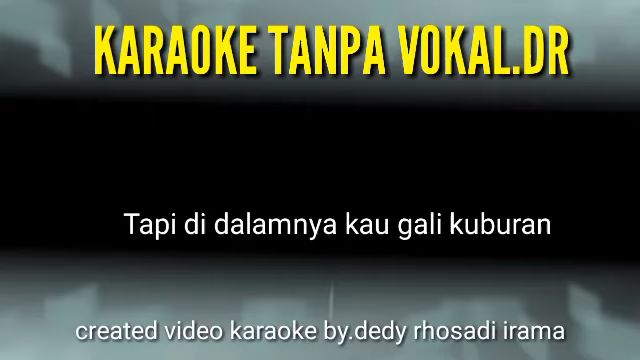 KARAOKE TANPA VOKAL.DR
Tapi di dalamnya kau gali kuburan
created video karaoke by.dedy rhosadi irama